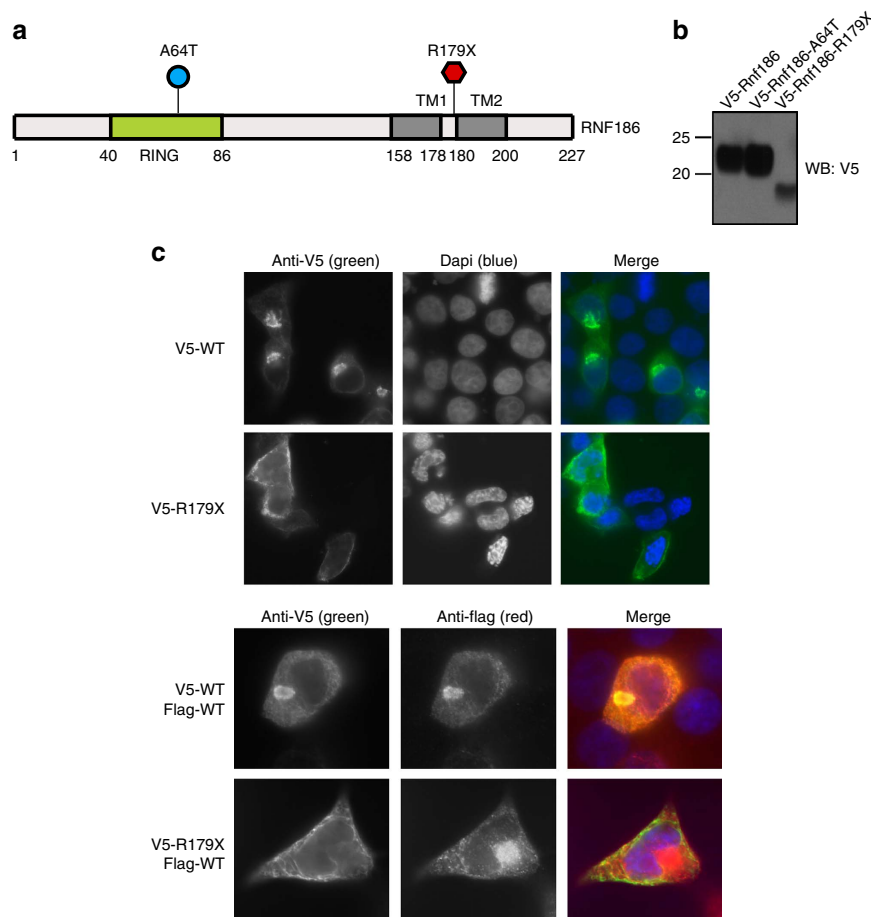 a
A64T
R179X
TM1
TM2
RNF186
1
40
RING
86
158
178
180
200
227
b
V5-Rnf186
V5-Rnf186-A64T
V5-Rnf186-R179X
25
20
WB: V5
c
Anti-V5 (green)
Dapi (blue)
Merge
V5-WT
V5-R179X
Anti-V5 (green)
Anti-flag (red)
Merge
V5-WT
Flag-WT
V5-R179X
Flag-WT